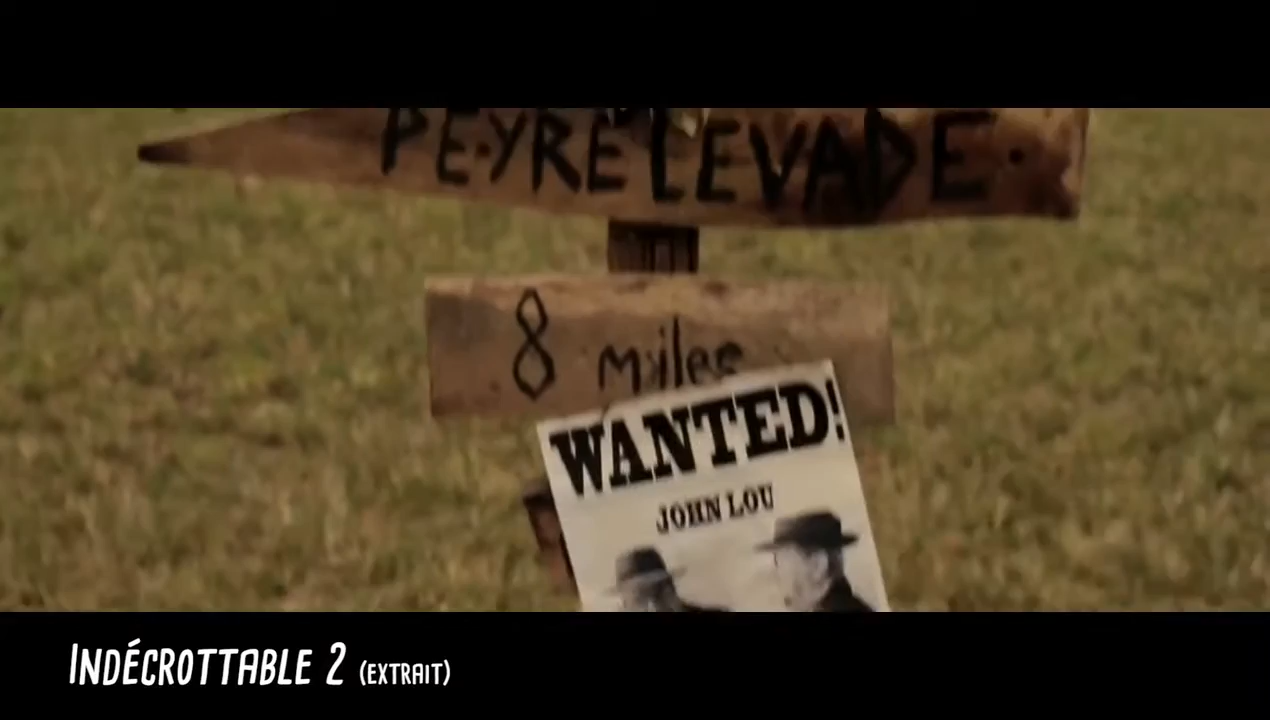 PEYRELEVADE
8 miles
WANTED!
JOHN LOU
INDÉCROTTABLE 2 (EXTRAIT)